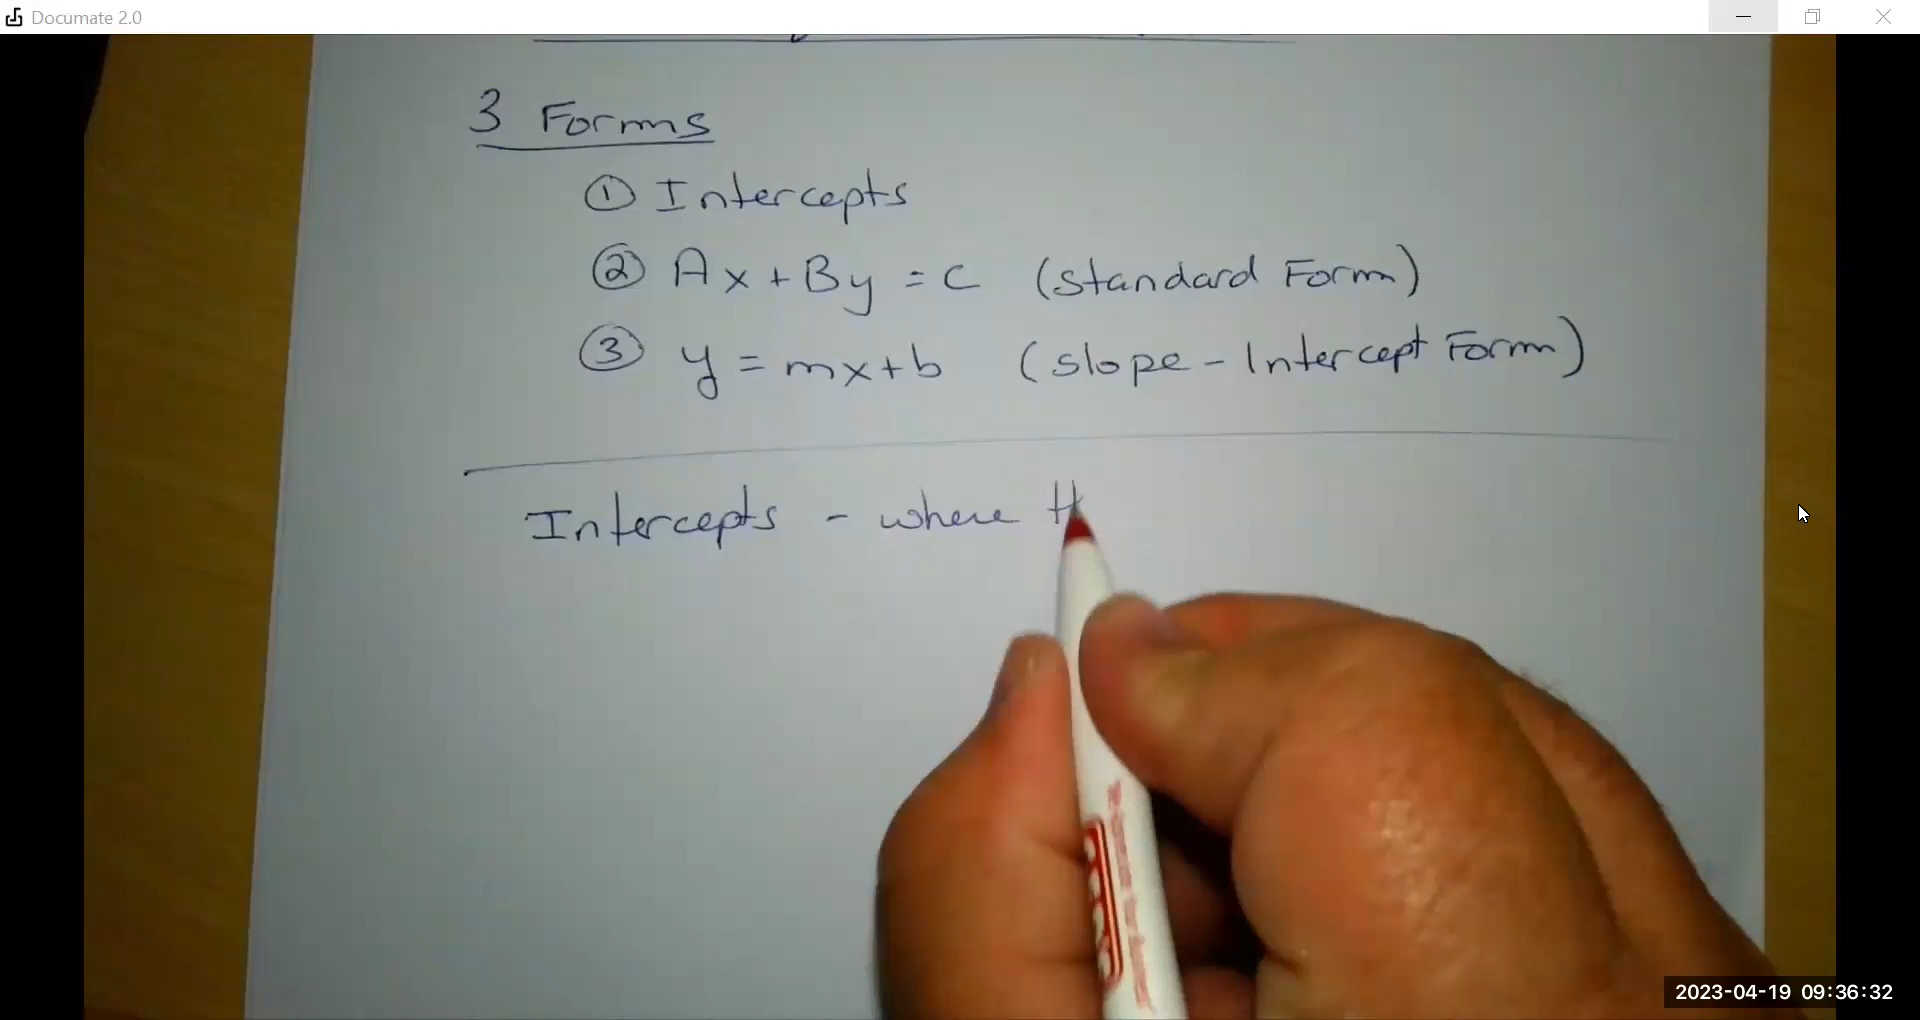 Documate 2.0
3 Forms
① Intercepts
② Ax + By = C (Standard Form)
③ y = mx + b (slope - Intercept Form)
Intercepts - where
2023-04-19 09:36:32